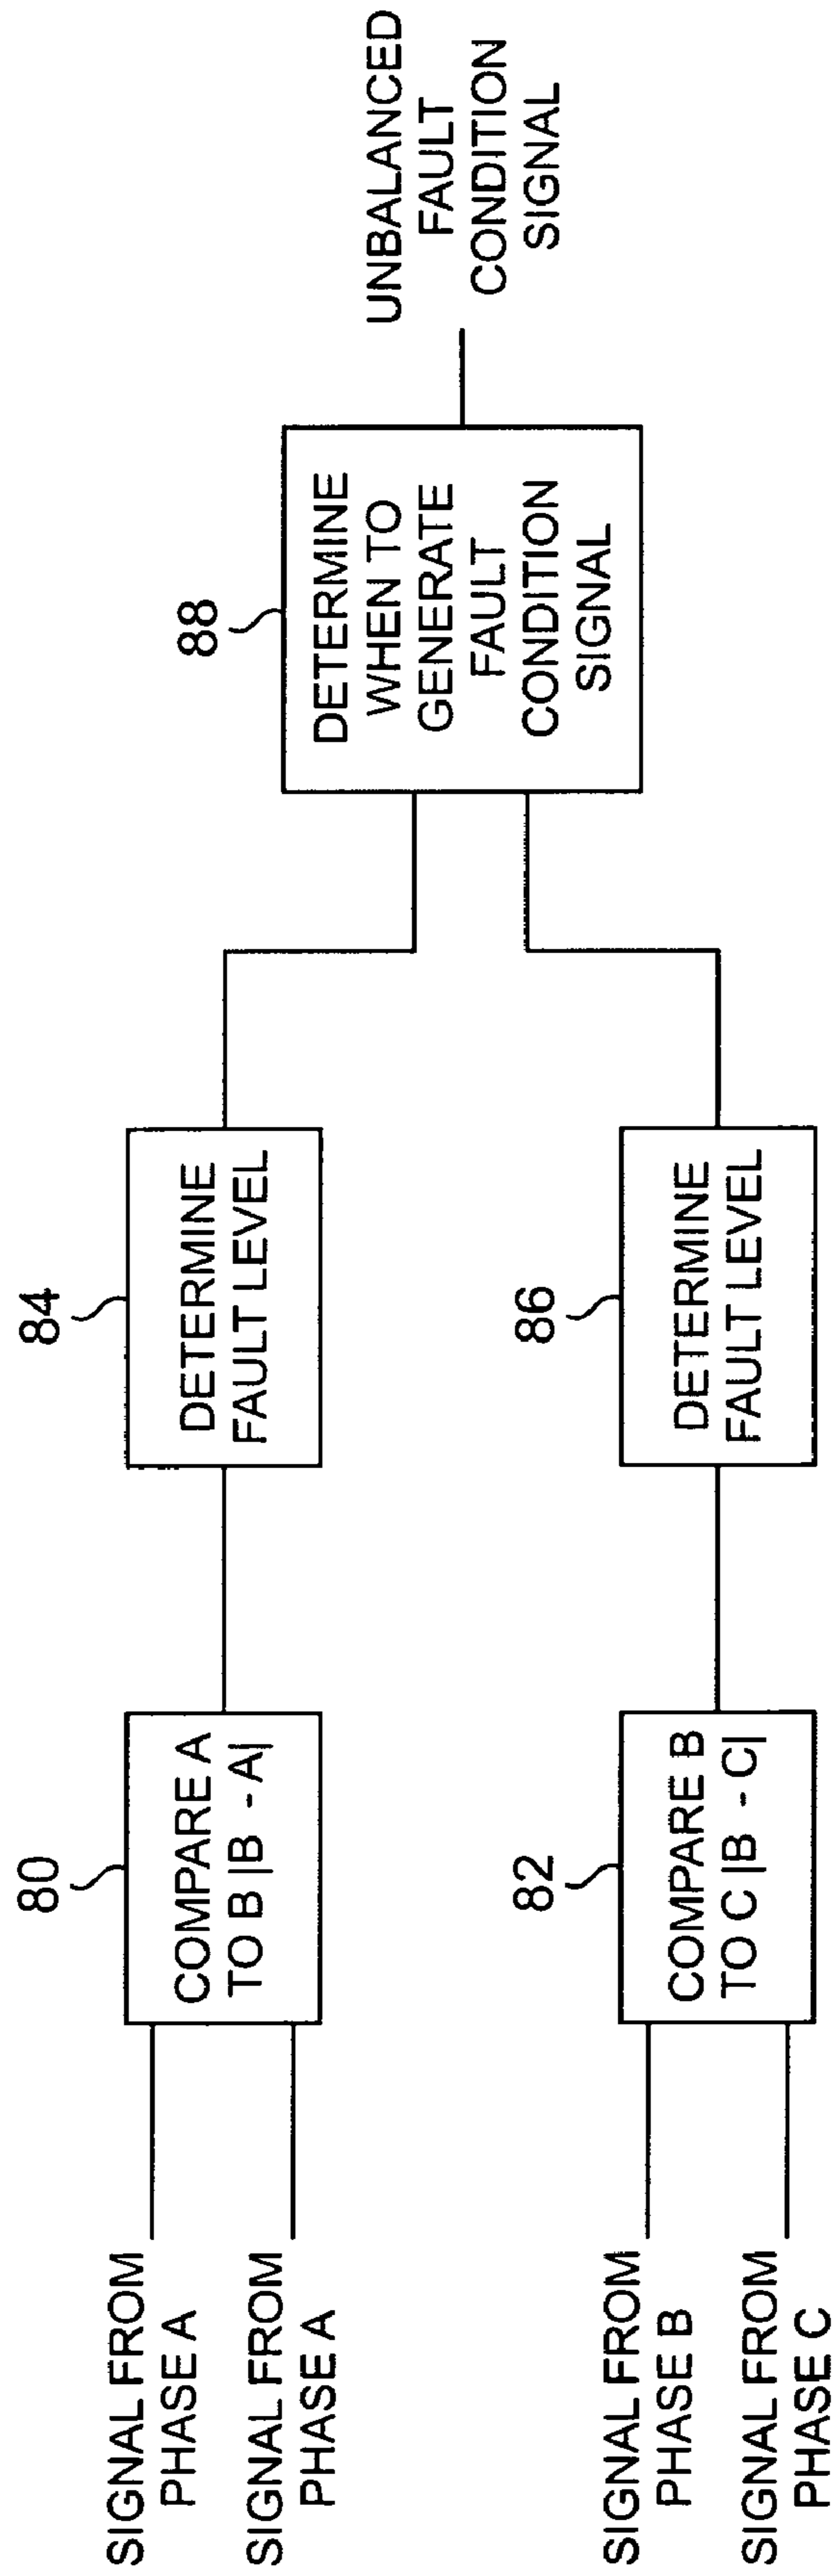 SIGNAL FROM
PHASE A
SIGNAL FROM
PHASE A
80
COMPARE A
TO B |B - A|
84
DETERMINE
FAULT LEVEL
SIGNAL FROM
PHASE B
SIGNAL FROM
PHASE C
82
COMPARE B
TO C |B - C|
86
DETERMINE
FAULT LEVEL
88
DETERMINE
WHEN TO
GENERATE
FAULT
CONDITION
SIGNAL
UNBALANCED
FAULT
CONDITION
SIGNAL